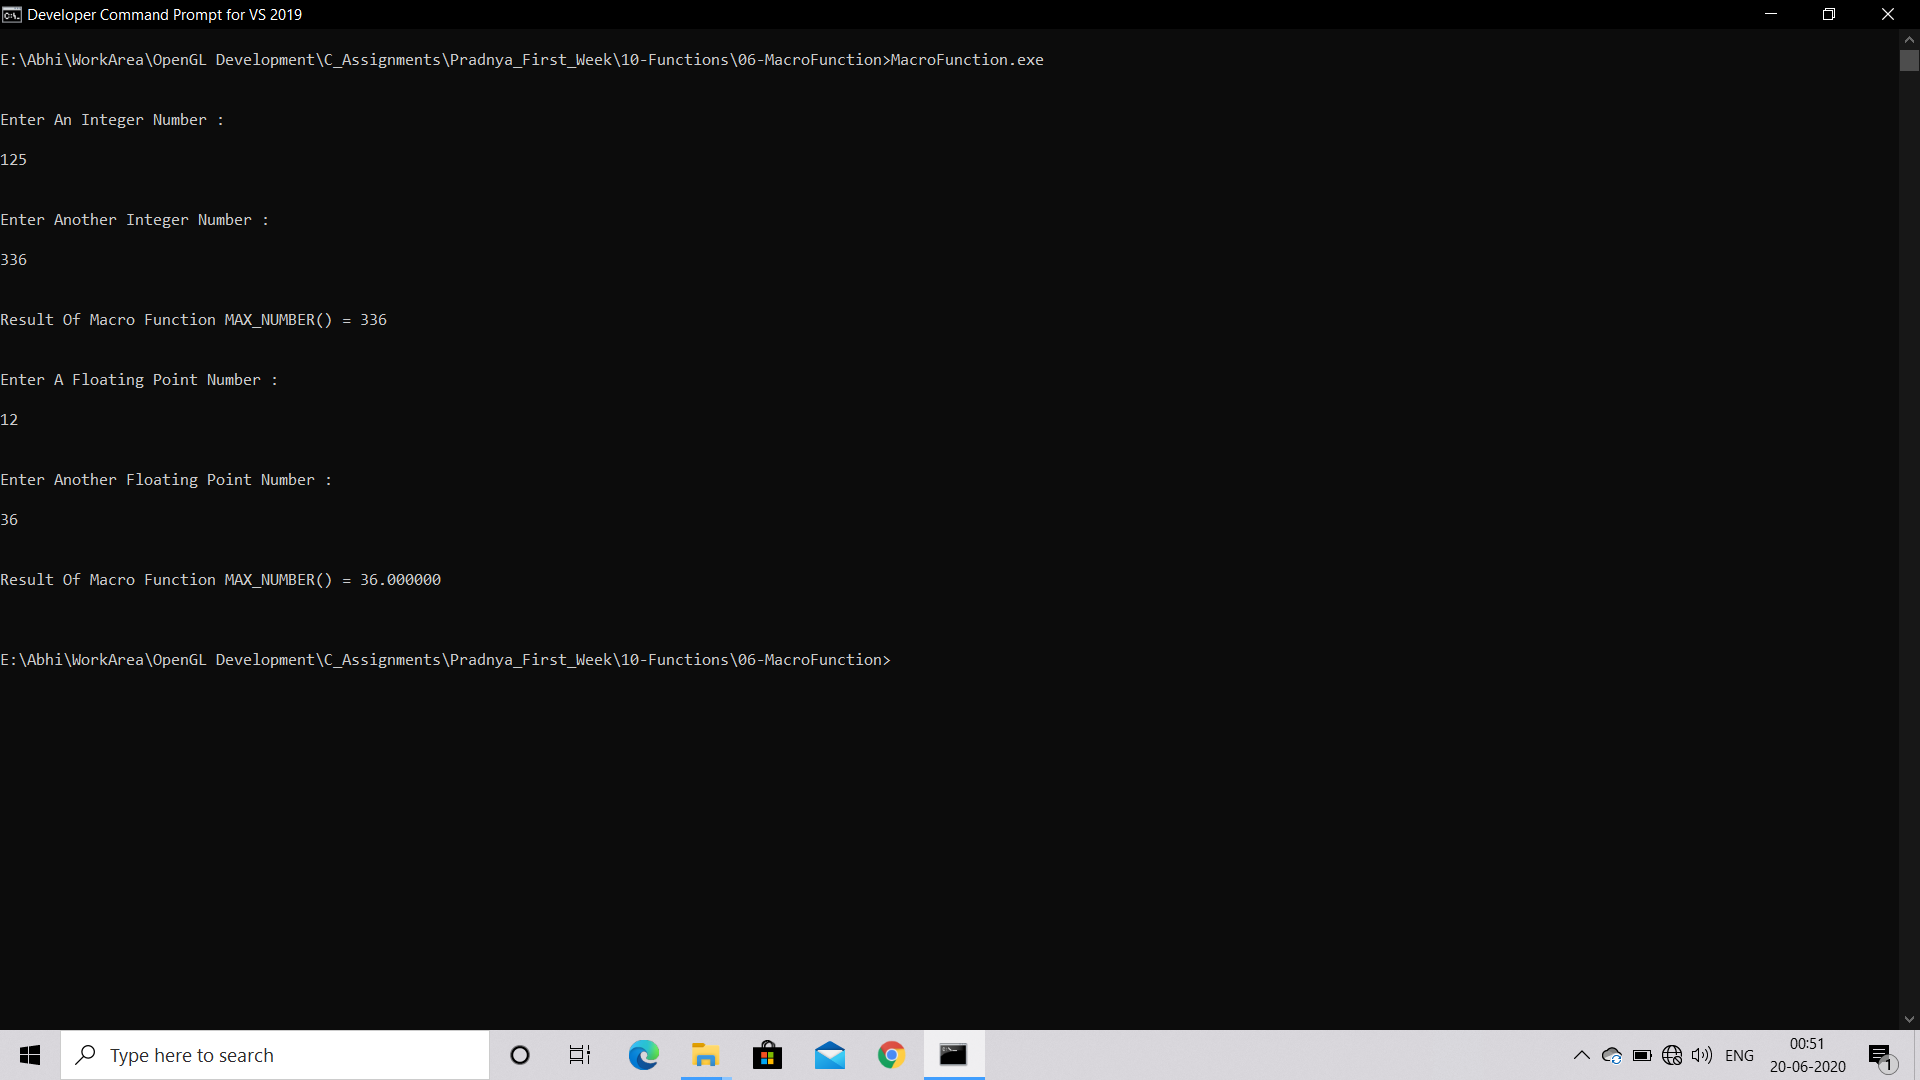 Developer Command Prompt for VS 2019
E:\Abhi\WorkArea\OpenGL Development\C_Assignments\Pradnya_First_Week\10-Functions\06-MacroFunction>MacroFunction.exe
Enter An Integer Number :
125
Enter Another Integer Number :
336
Result Of Macro Function MAX_NUMBER() = 336
Enter A Floating Point Number :
12
Enter Another Floating Point Number :
36
Result Of Macro Function MAX_NUMBER() = 36.000000
E:\Abhi\WorkArea\OpenGL Development\C_Assignments\Pradnya_First_Week\10-Functions\06-MacroFunction>
Type here to search
ENG
00:51
20-06-2020
1